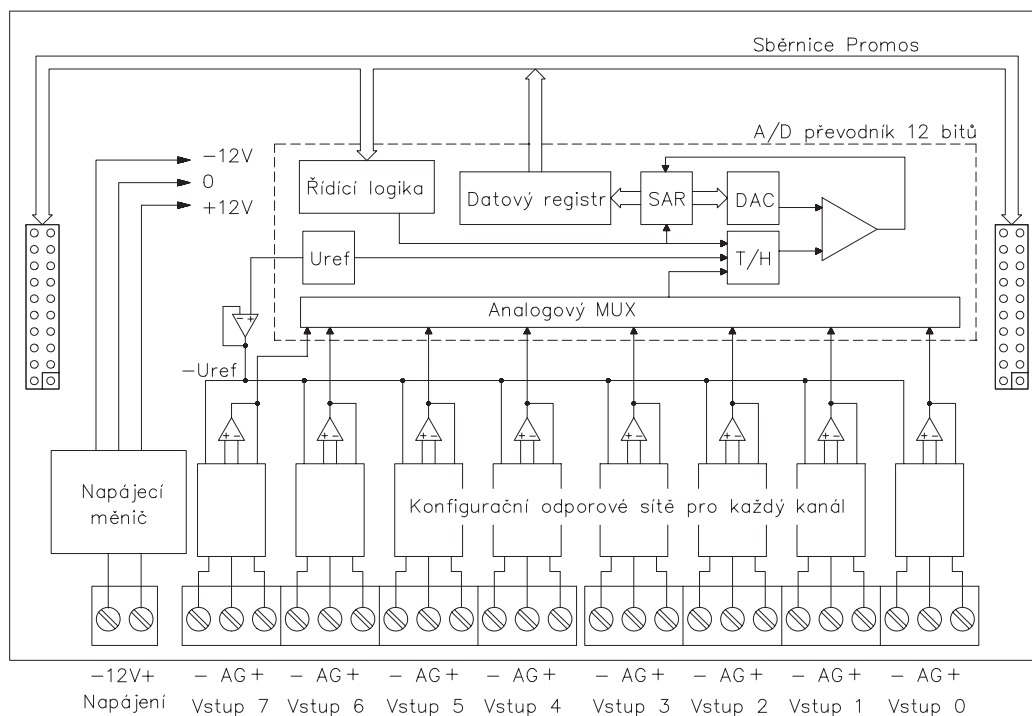 Sběrnice Promos
A/D převodník 12 bitů
−12V
0
+12V
Řídící logika
Datový registr
SAR
DAC
Uref
T/H
Analogový MUX
− +
−Uref
+ − + − + − + − + − + − + − + −
Napájecí
měnič
Konfigurační odporové sítě pro každý kanál
−12V+ − AG + − AG + − AG + − AG + − AG + − AG + − AG + − AG +
Napájení Vstup 7 Vstup 6 Vstup 5 Vstup 4 Vstup 3 Vstup 2 Vstup 1 Vstup 0